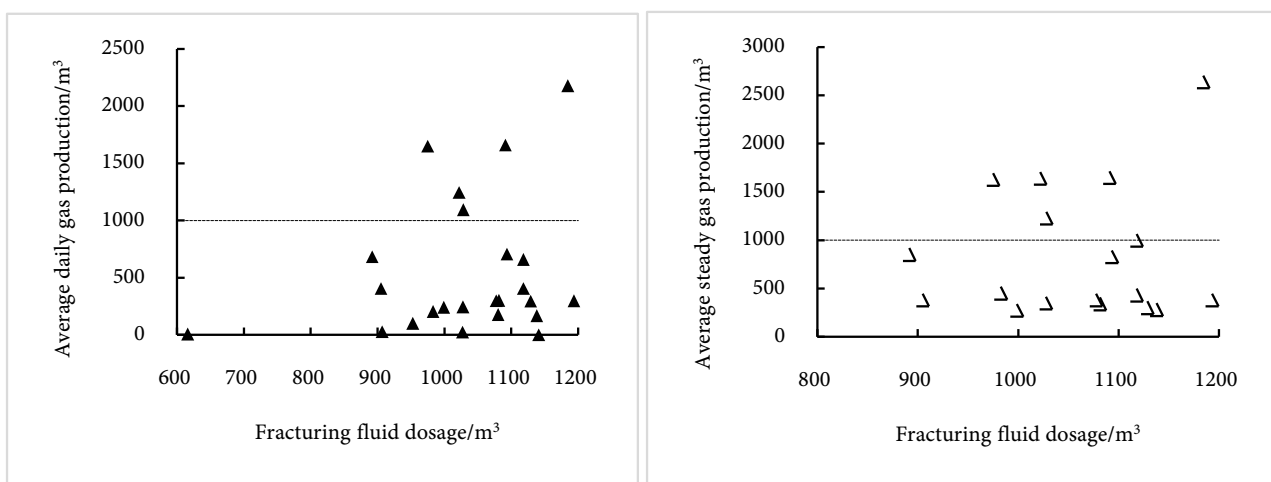 Average daily gas production/m³
2500
2000
1500
1000
500
0
600 700 800 900 1000 1100 1200
Fracturing fluid dosage/m³
Average steady gas production/m³
3000
2500
2000
1500
1000
500
0
800 900 1000 1100 1200
Fracturing fluid dosage/m³